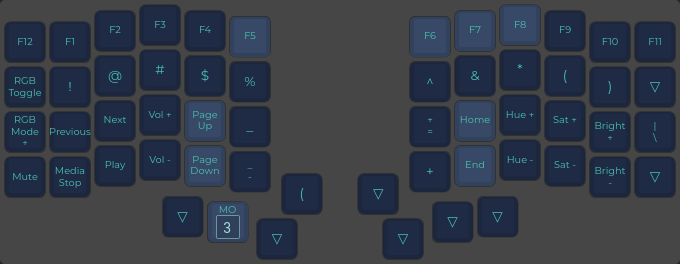 F12 F1 F2 F3 F4 F5 F6 F7 F8 F9 F10 F11
RGB
Toggle
! @ # $ % ^ & * ( ) ▽
RGB
Mode
+
Previous Next Vol + Page
Up
_ +
=
Home Hue + Sat + Bright
+
|
\
Mute Media
Stop
Play Vol - Page
Down
_
-
+ End Hue - Sat - Bright
-
▽
( ▽
▽ MO
3
▽ ▽ ▽ ▽